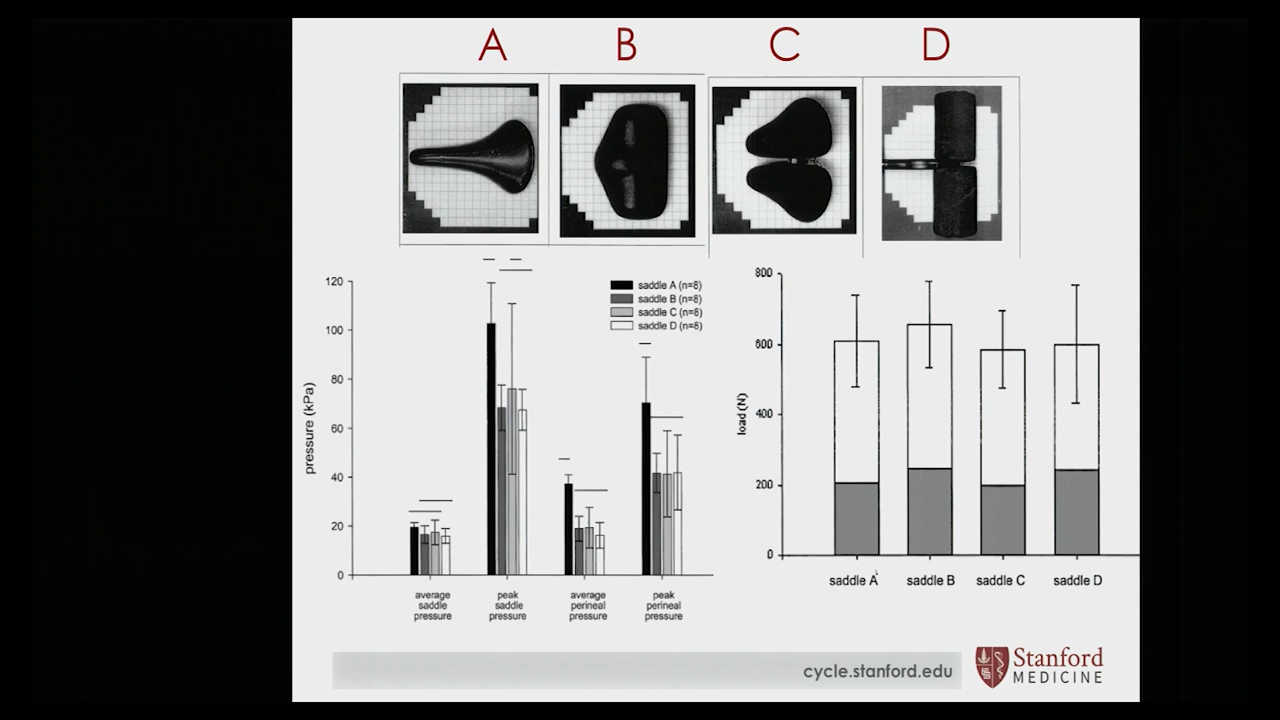 A B C D
120
100
80
60
40
20
0
pressure (kPa)
saddle A (n=8)
saddle B (n=8)
saddle C (n=8)
saddle D (n=8)
average
saddle
pressure
peak
saddle
pressure
average
perineal
pressure
peak
perineal
pressure
800
600
400
200
0
load (N)
saddle A
saddle B
saddle C
saddle D
cycle.stanford.edu
Stanford
MEDICINE